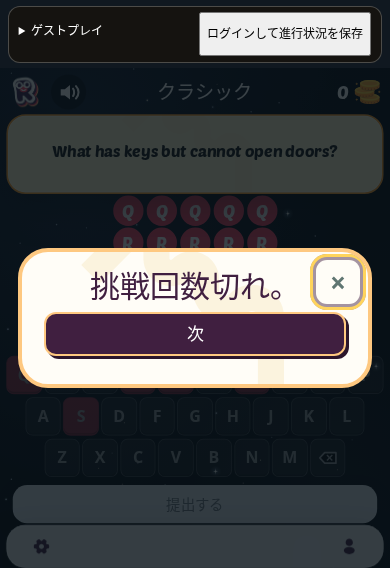 ▶ ゲストプレイ
ログインして進行状況を保存
R
クラシック
0
What has keys but cannot open doors?
Q Q Q Q Q
R R R R R
挑戦回数切れ。
×
次
A S D F G H J K L
Z X C V B N M
提出する